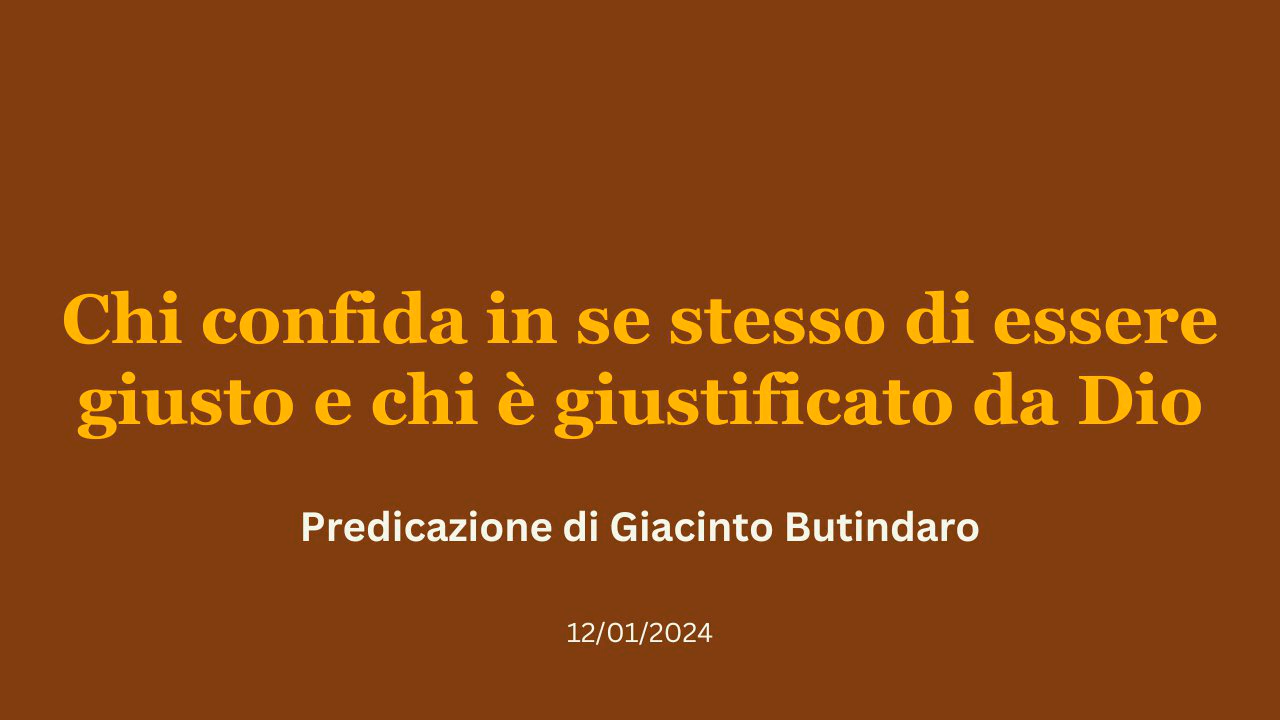 Chi confida in se stesso di essere
giusto e chi è giustificato da Dio
Predicazione di Giacinto Butindaro
12/01/2024